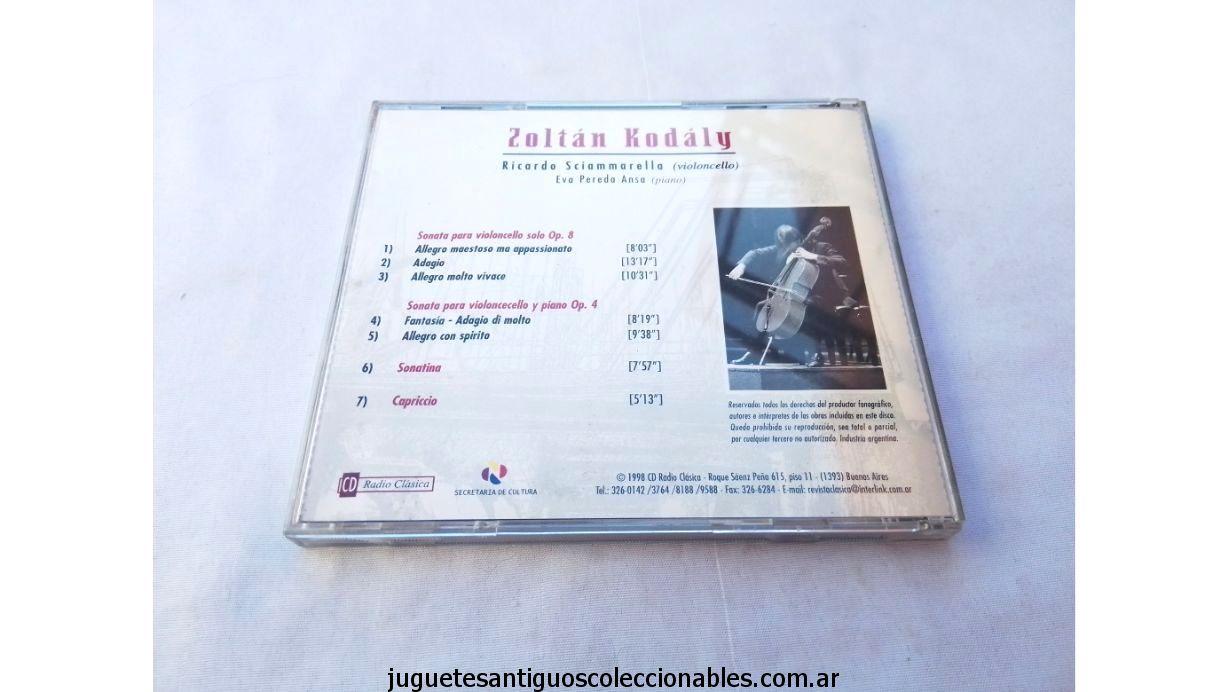 Zoltán Kodály
Ricardo Sciammarella (violoncello)
Eva Pereda Ansa (piano)
Sonata para violoncello solo Op. 8
1) Allegro maestoso ma appassionato [8'03"]
2) Adagio [13'17"]
3) Allegro molto vivace [10'31"]
Sonata para violoncecello y piano Op. 4
4) Fantasía - Adagio di molto [8'19"]
5) Allegro con spirito [9'38"]
6) Sonatina [7'57"]
7) Capriccio [5'13"]
Reservados todos los derechos del productor fonográfico,
autores e intérpretes de las obras incluidas en este disco.
Queda prohibida su reproducción, sea total o parcial,
por cualquier tercero no autorizado. Industria argentina.
CD Radio Clásica
SECRETARIA DE CULTURA
© 1998 CD Radio Clásica - Roque Sáenz Peña 615, piso 11 - (1393) Buenos Aires
Tel.: 326-0142 /3764 /8188 /9588 - Fax: 326-6284 - E-mail: revistaclasica@interlink.com.ar
juguetesantiguoscoleccionables.com.ar